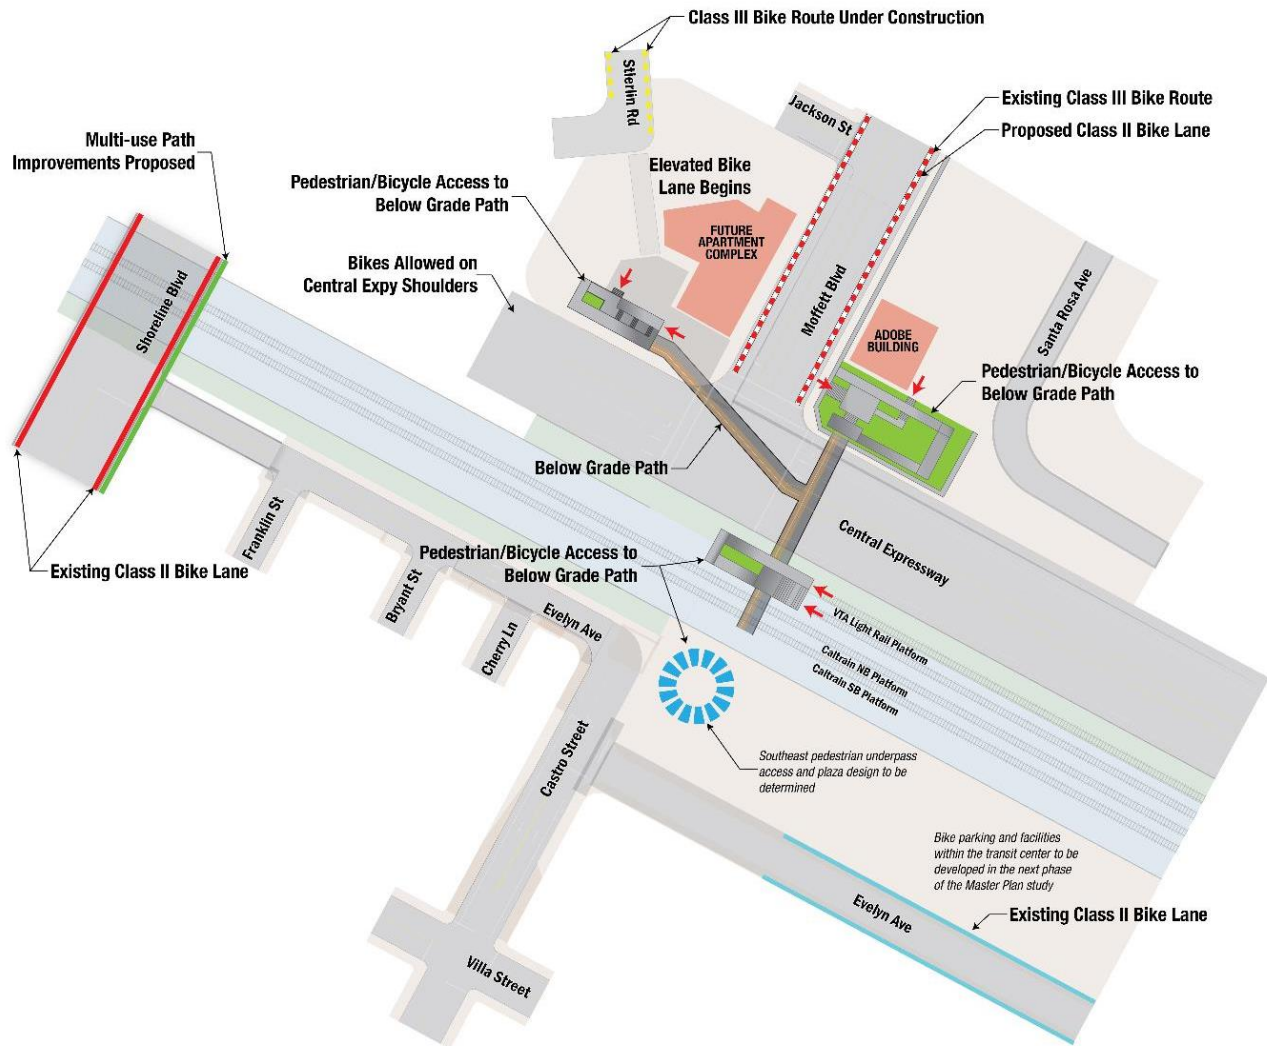 Class III Bike Route Under Construction
Stierlin Rd
Jackson St
Existing Class III Bike Route
Proposed Class II Bike Lane
Multi-use Path
Improvements Proposed
Elevated Bike
Lane Begins
Pedestrian/Bicycle Access to
Below Grade Path
FUTURE
APARTMENT
COMPLEX
Bikes Allowed on
Central Expy Shoulders
Shoreline Blvd
Moffett Blvd
Santa Rosa Ave
ADOBE
BUILDING
Pedestrian/Bicycle Access to
Below Grade Path
Below Grade Path
Franklin St
Existing Class II Bike Lane
Bryant St
Pedestrian/Bicycle Access to
Below Grade Path
Central Expressway
Evelyn Ave
Cherry Ln
VTA Light Rail Platform
Caltrain NB Platform
Caltrain SB Platform
Castro Street
Southeast pedestrian underpass
access and plaza design to be
determined
Bike parking and facilities
within the transit center to be
developed in the next phase
of the Master Plan study
Evelyn Ave
Existing Class II Bike Lane
Villa Street